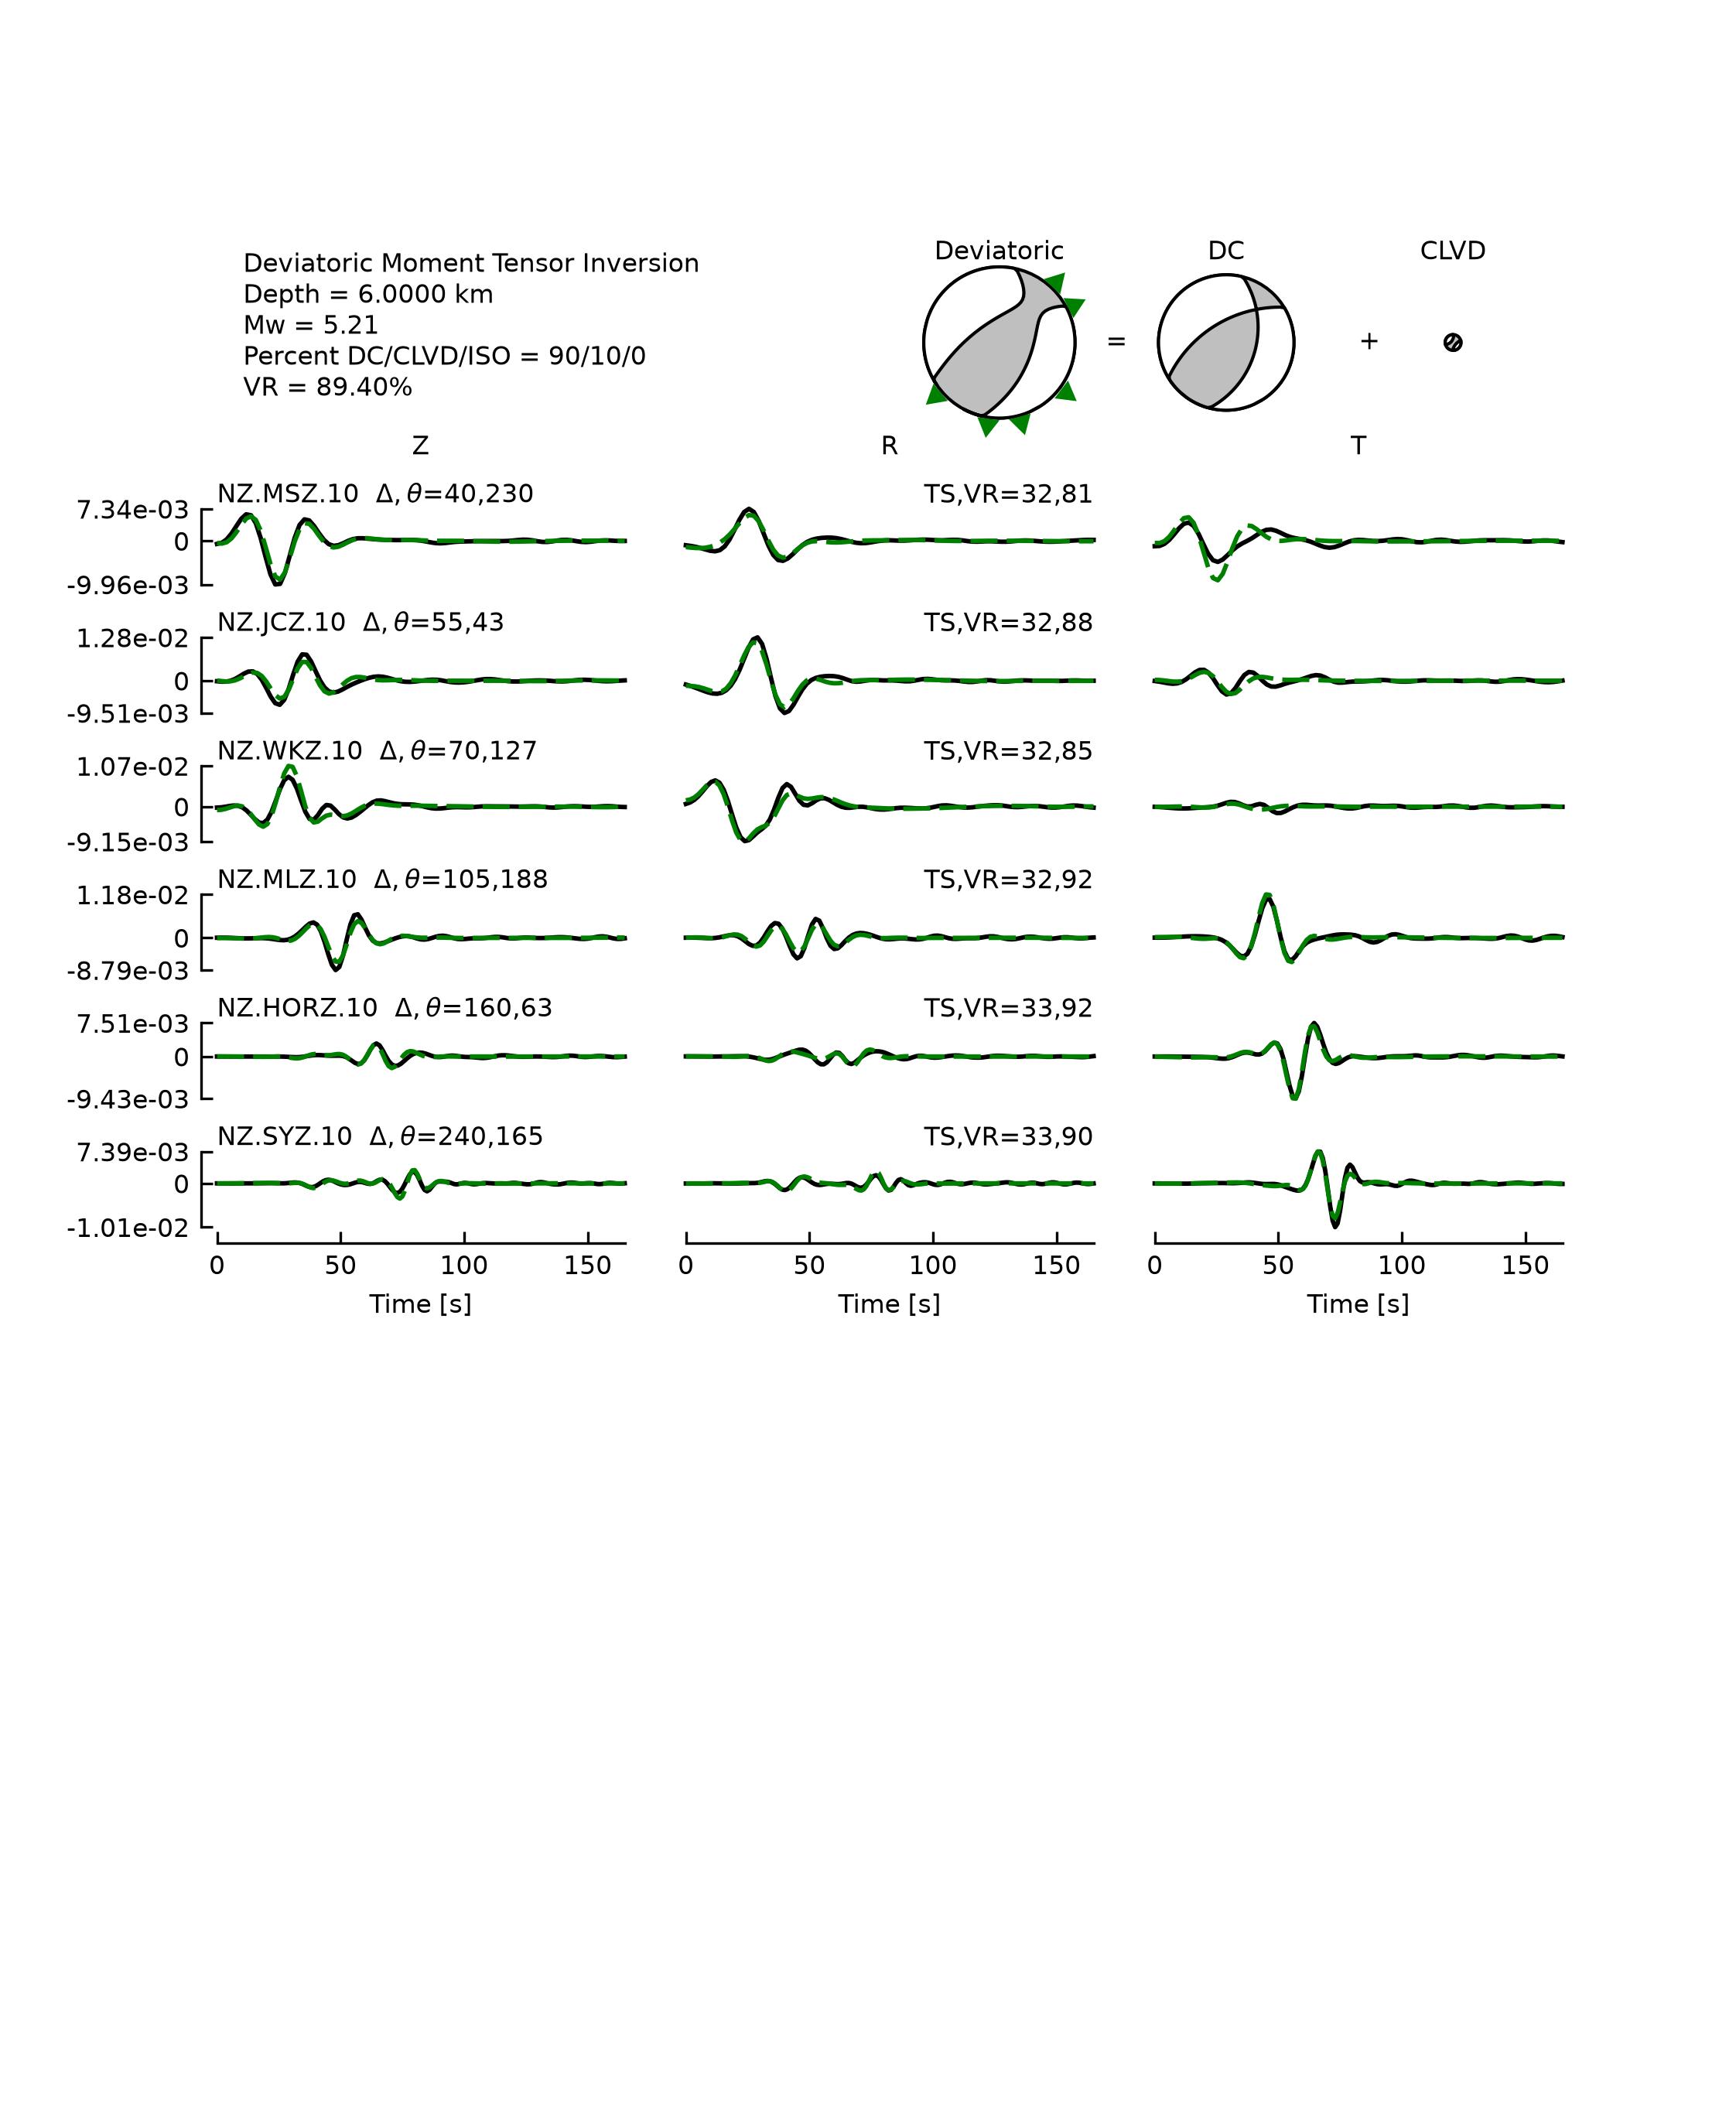 Deviatoric Moment Tensor Inversion
Depth = 6.0000 km
Mw = 5.21
Percent DC/CLVD/ISO = 90/10/0
VR = 89.40%
Deviatoric = DC + CLVD
Z R T
NZ.MSZ.10 Δ,θ=40,230 TS,VR=32,81
7.34e-03
0
-9.96e-03
NZ.JCZ.10 Δ,θ=55,43 TS,VR=32,88
1.28e-02
0
-9.51e-03
NZ.WKZ.10 Δ,θ=70,127 TS,VR=32,85
1.07e-02
0
-9.15e-03
NZ.MLZ.10 Δ,θ=105,188 TS,VR=32,92
1.18e-02
0
-8.79e-03
NZ.HORZ.10 Δ,θ=160,63 TS,VR=33,92
7.51e-03
0
-9.43e-03
NZ.SYZ.10 Δ,θ=240,165 TS,VR=33,90
7.39e-03
0
-1.01e-02
0 50 100 150 0 50 100 150 0 50 100 150
Time [s] Time [s] Time [s]